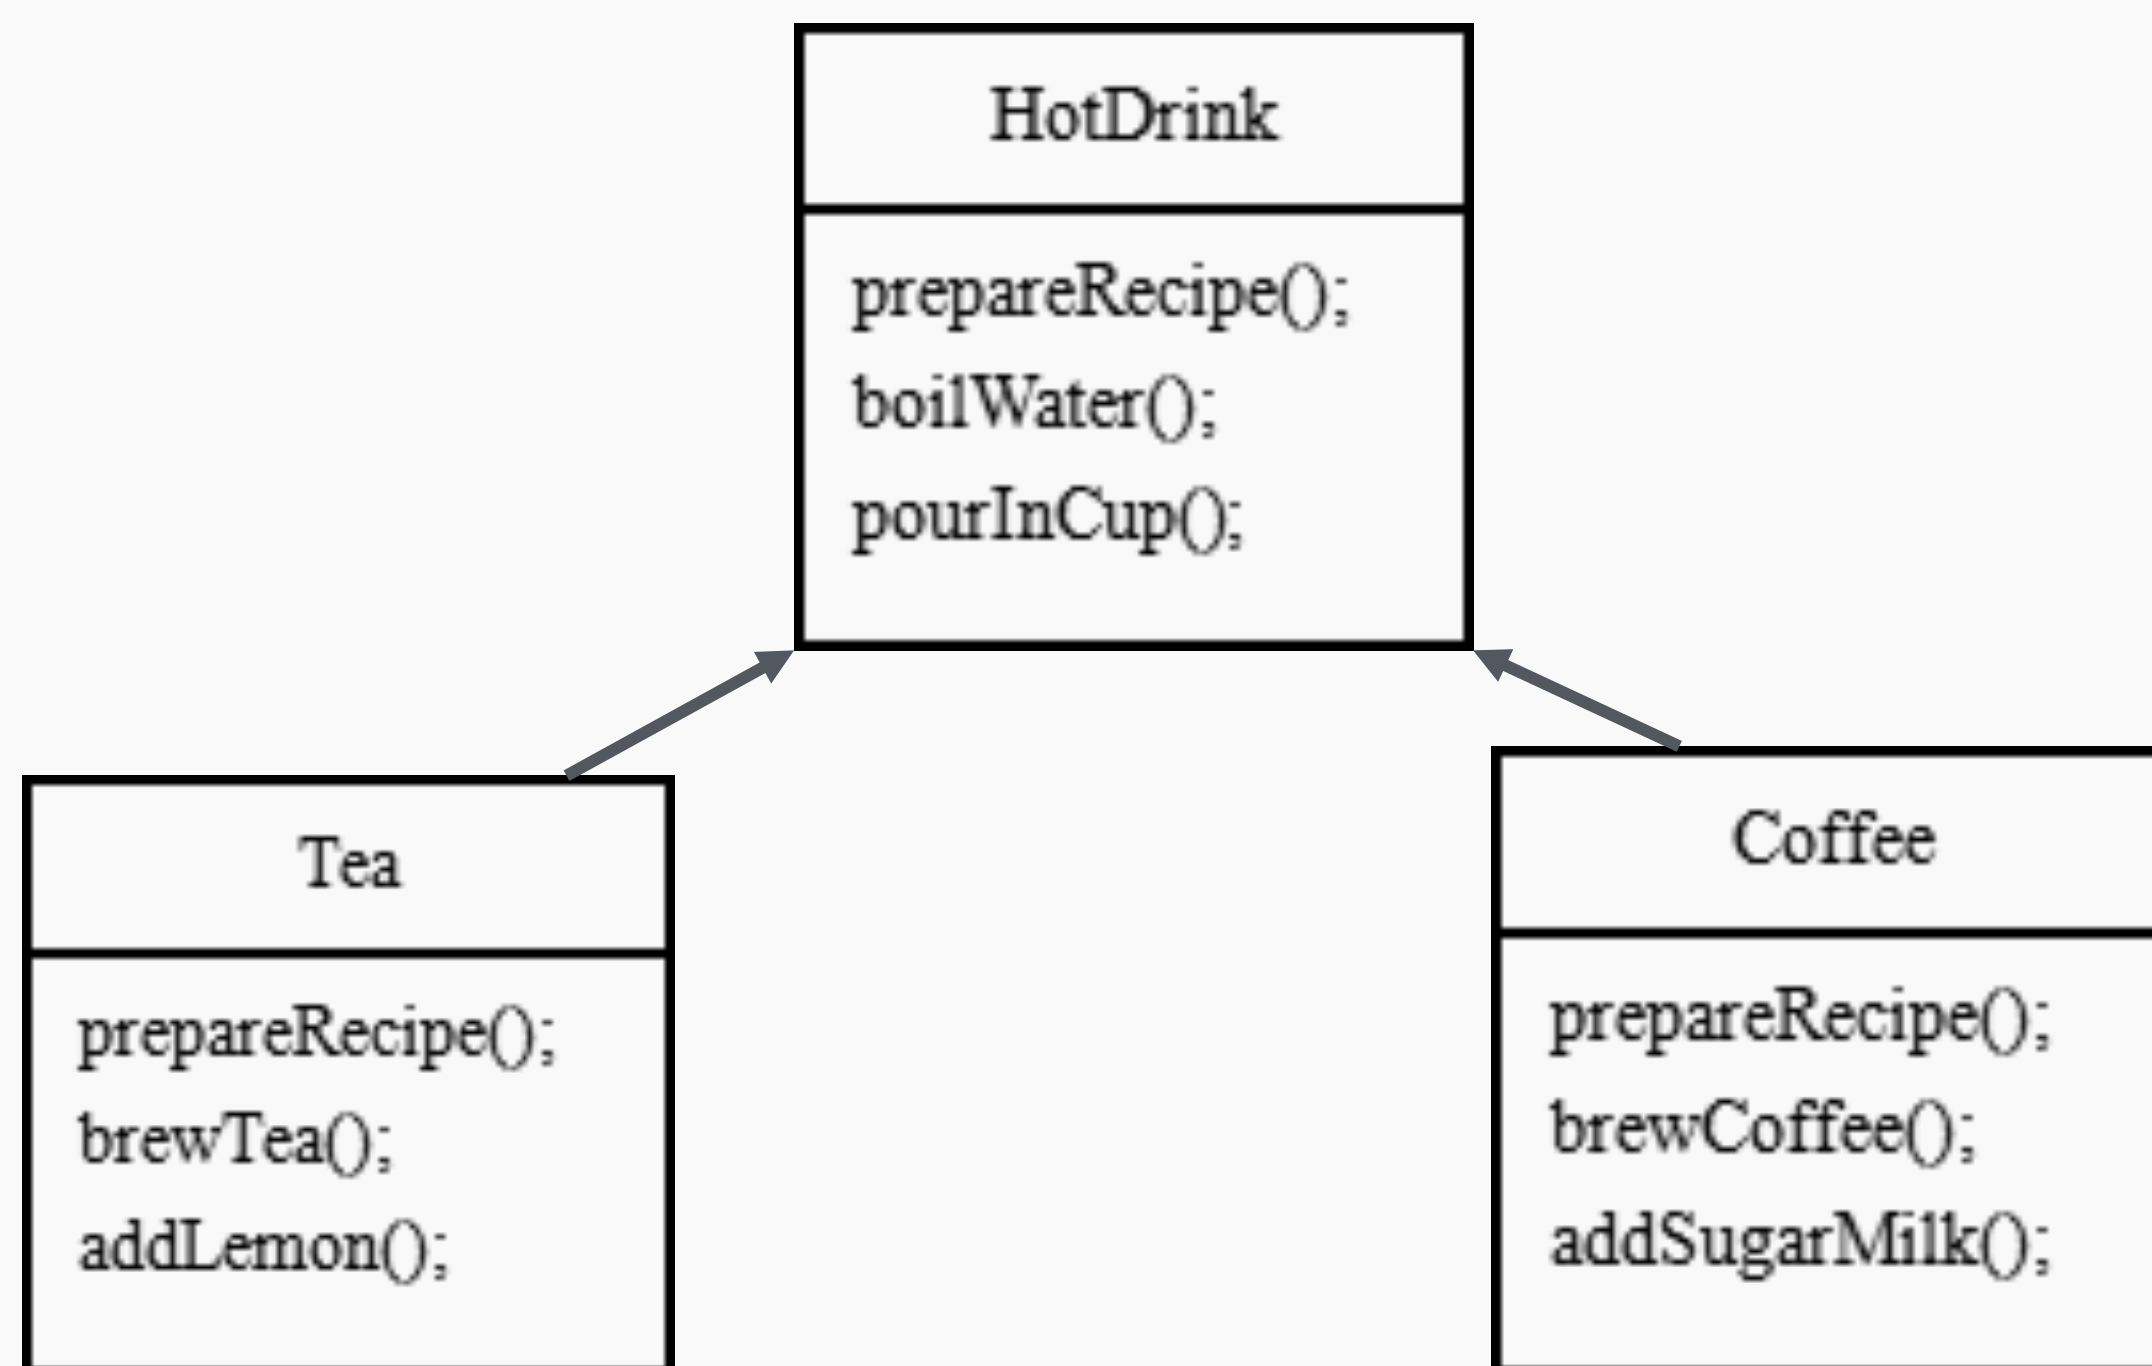 HotDrink
prepareRecipe();
boilWater();
pourInCup();
Tea
prepareRecipe();
brewTea();
addLemon();
Coffee
prepareRecipe();
brewCoffee();
addSugarMilk();